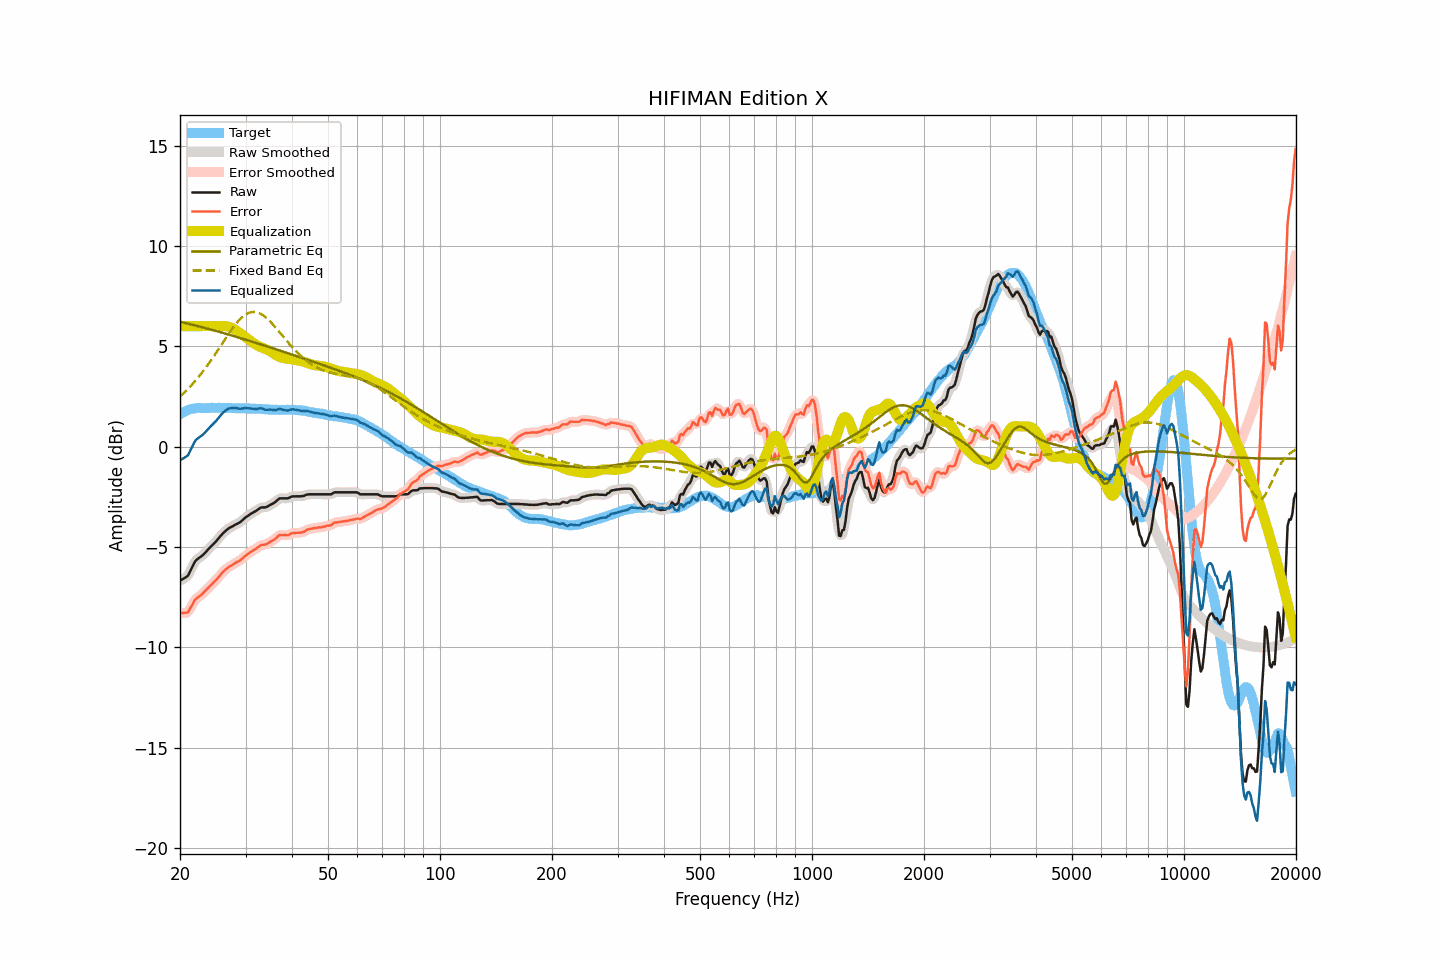 HIFIMAN Edition X
Target
Raw Smoothed
Error Smoothed
Raw
Error
Equalization
Parametric Eq
Fixed Band Eq
Equalized
Amplitude (dBr)
15
10
5
0
−5
−10
−15
−20
20 50 100 200 500 1000 2000 5000 10000 20000
Frequency (Hz)